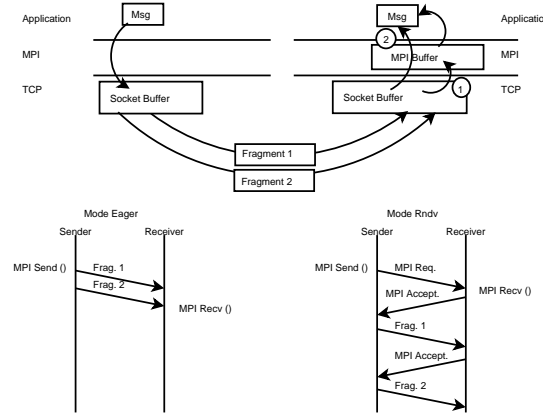 Application
Msg
Msg
Application
2
MPI
MPI Buffer
MPI
TCP
Socket Buffer
Socket Buffer
1
TCP
Fragment 1
Fragment 2
Mode Eager
Sender
Receiver
MPI Send ()
Frag. 1
Frag. 2
MPI Recv ()
Mode Rndv
Sender
Receiver
MPI Send ()
MPI Req.
MPI Accept.
MPI Recv ()
Frag. 1
MPI Accept.
Frag. 2